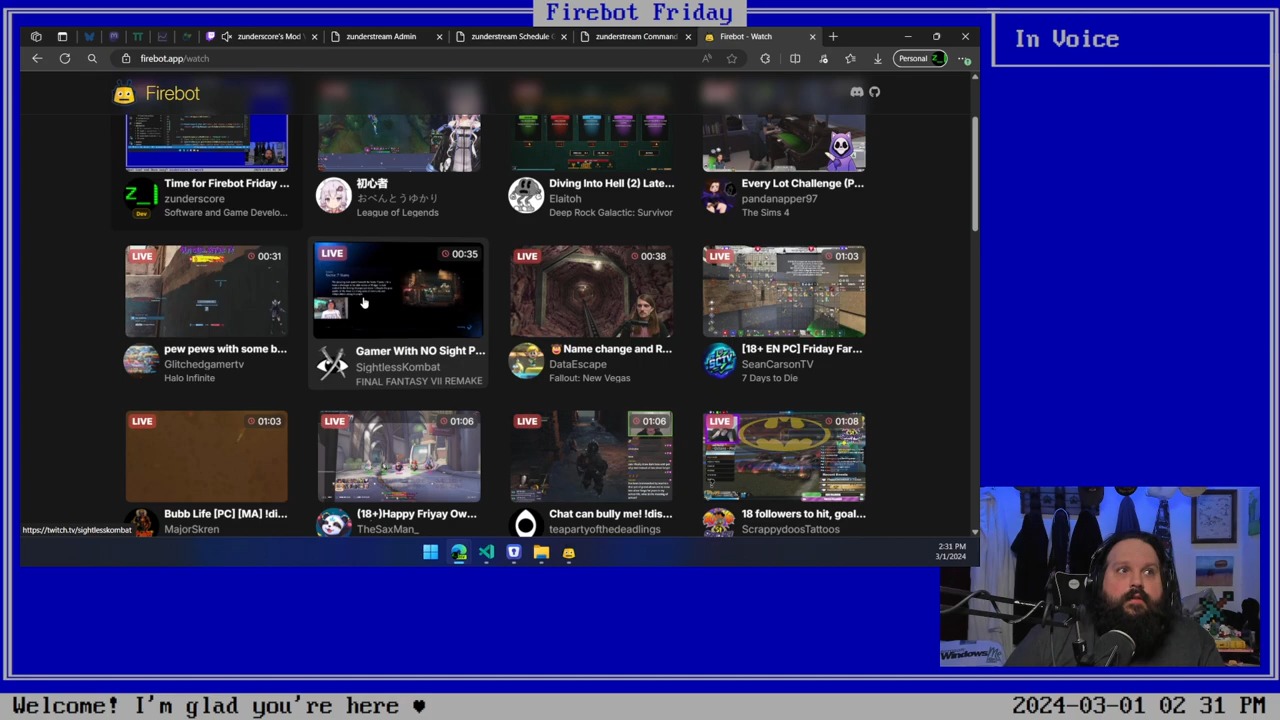 Firebot Friday
In Voice
zunderscore's Mod
zunderstream Admin
zunderstream Schedule
zunderstream Command
Firebot - Watch
firebot.app/watch
Personal
Z_
Firebot
Time for Firebot Friday ...
zunderscore
Software and Game Develo...
Z_
Dev
初心者
おべんとうゆかり
League of Legends
Diving Into Hell (2) Late...
Elaitoh
Deep Rock Galactic: Survivor
Every Lot Challenge (P...
pandanapper97
The Sims 4
LIVE 00:31
pew pews with some b...
Glitchedgamertv
Halo Infinite
LIVE 00:35
Gamer With NO Sight P...
SightlessKombat
FINAL FANTASY VII REMAKE
LIVE 00:38
Name change and R...
DataEscape
Fallout: New Vegas
LIVE 01:03
[18+ EN PC] Friday Far...
SeanCarsonTV
7 Days to Die
LIVE 01:03
Bubb Life [PC] [MA] !di...
MajorSkren
LIVE 01:06
(18+)Happy Friyay Ow...
TheSaxMan_
LIVE 01:06
Chat can bully me! !dis...
teapartyofthedeadlings
LIVE 01:08
18 followers to hit, goal...
ScrappydoosTattoos
https://twitch.tv/sightlesskombat
2:31 PM
3/1/2024
Windows Me
Welcome! I'm glad you're here ♥
2024-03-01 02 31 PM